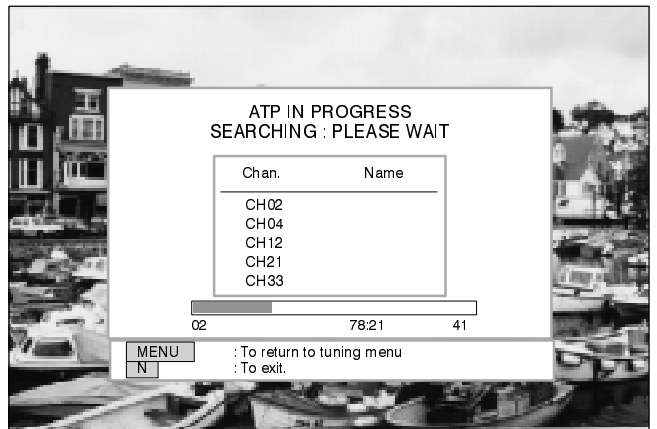 ATP IN PROGRESS
SEARCHING : PLEASE WAIT
Chan. Name
CH02
CH04
CH12
CH21
CH33
02 78:21 41
MENU : To return to tuning menu
N : To exit.